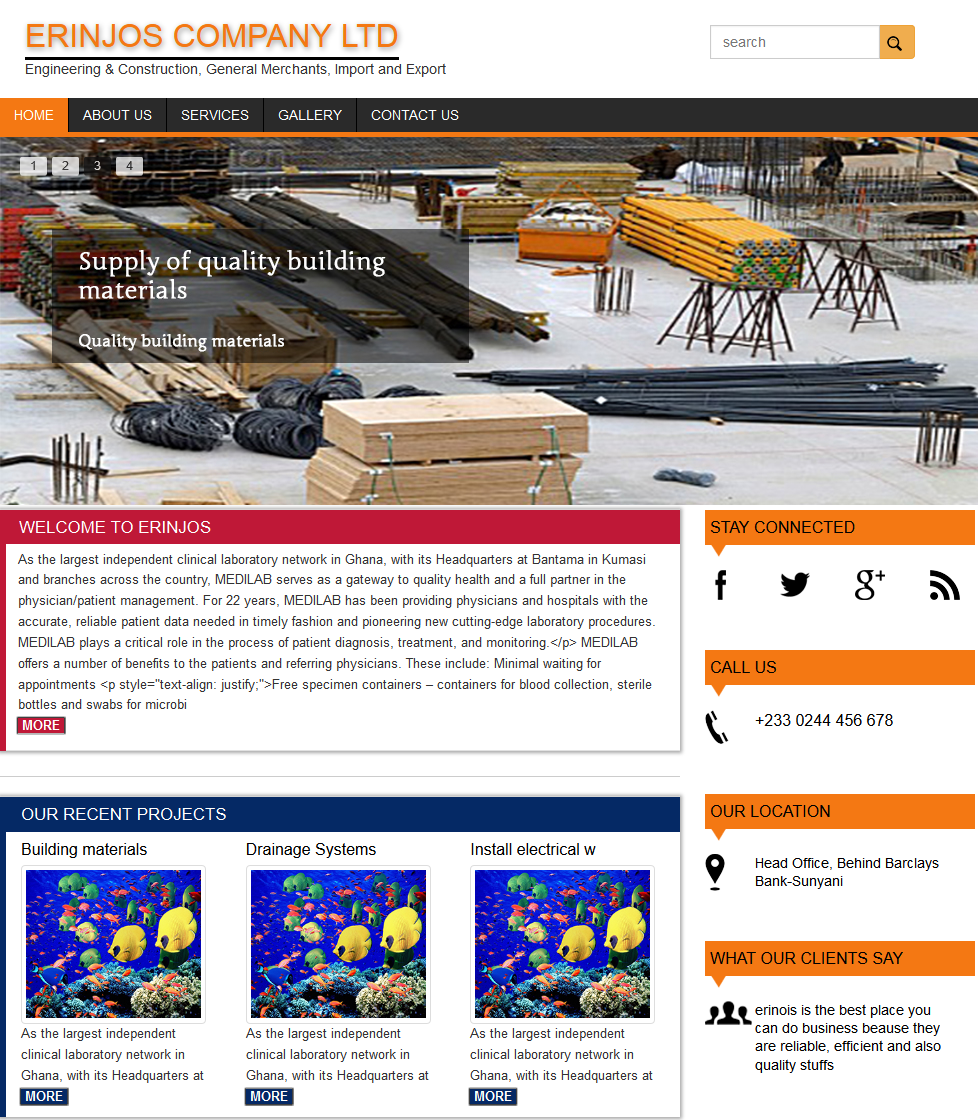 ERINJOS COMPANY LTD
Engineering & Construction, General Merchants, Import and Export
search
HOME ABOUT US SERVICES GALLERY CONTACT US
1 2 3 4
Supply of quality building
materials
Quality building materials
WELCOME TO ERINJOS
As the largest independent clinical laboratory network in Ghana, with its Headquarters at Bantama in Kumasi
and branches across the country, MEDILAB serves as a gateway to quality health and a full partner in the
physician/patient management. For 22 years, MEDILAB has been providing physicians and hospitals with the
accurate, reliable patient data needed in timely fashion and pioneering new cutting-edge laboratory procedures.
MEDILAB plays a critical role in the process of patient diagnosis, treatment, and monitoring.</p> MEDILAB
offers a number of benefits to the patients and referring physicians. These include: Minimal waiting for
appointments <p style="text-align: justify;">Free specimen containers – containers for blood collection, sterile
bottles and swabs for microbi
MORE
STAY CONNECTED
CALL US
+233 0244 456 678
OUR LOCATION
Head Office, Behind Barclays
Bank-Sunyani
WHAT OUR CLIENTS SAY
erinois is the best place you
can do business beause they
are reliable, efficient and also
quality stuffs
OUR RECENT PROJECTS
Building materials
As the largest independent
clinical laboratory network in
Ghana, with its Headquarters at
MORE
Drainage Systems
As the largest independent
clinical laboratory network in
Ghana, with its Headquarters at
MORE
Install electrical w
As the largest independent
clinical laboratory network in
Ghana, with its Headquarters at
MORE